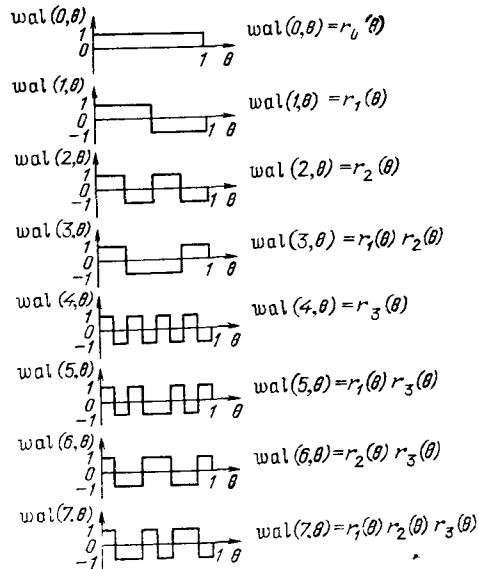 wal(0,θ)
wal(0,θ)=r₀(θ)
1
0
1 θ
wal(1,θ)
wal(1,θ)=r₁(θ)
1
0
-1
1 θ
wal(2,θ)
wal(2,θ)=r₂(θ)
1
0
-1
1 θ
wal(3,θ)
wal(3,θ)=r₁(θ) r₂(θ)
1
0
-1
1 θ
wal(4,θ)
wal(4,θ)=r₃(θ)
1
0
-1
1 θ
wal(5,θ)
wal(5,θ)=r₁(θ) r₃(θ)
1
0
-1
1 θ
wal(6,θ)
wal(6,θ)=r₂(θ) r₃(θ)
1
0
-1
1 θ
wal(7,θ)
wal(7,θ)=r₁(θ) r₂(θ) r₃(θ)
1
0
-1
1 θ